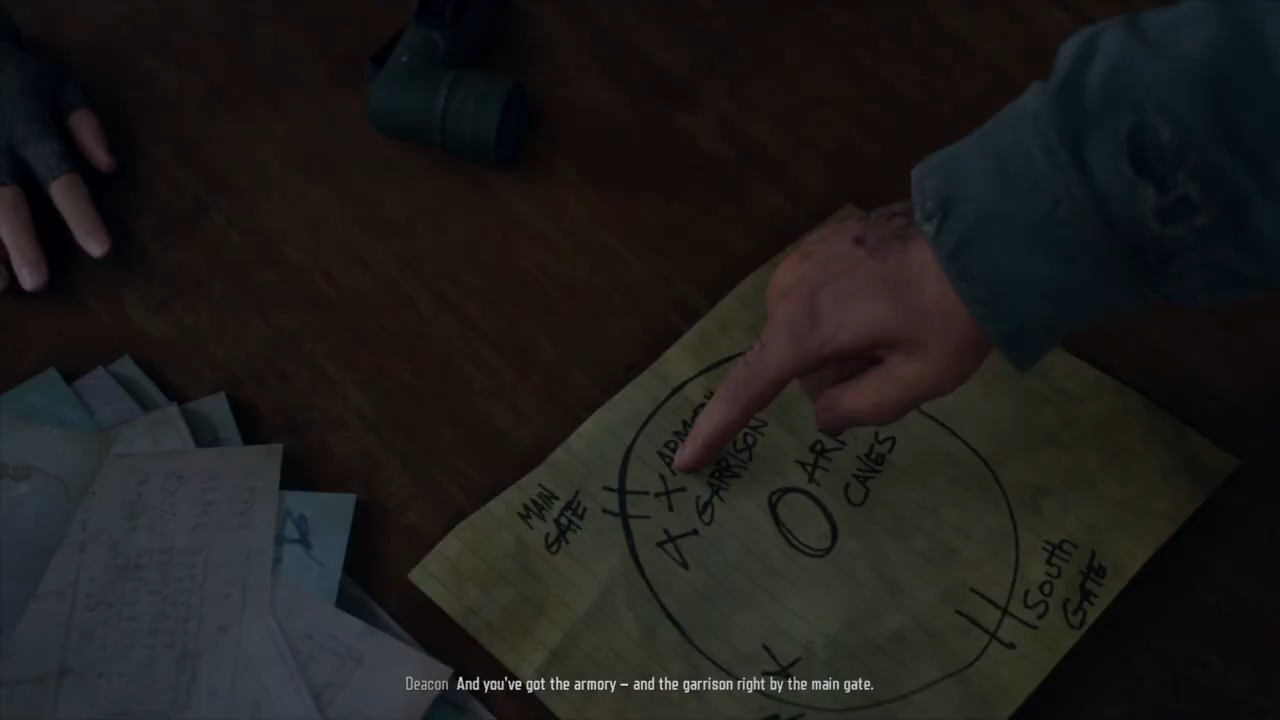 MAIN
GATE
GARRISON
CAVES
South
GATE
Deacon And you've got the armory – and the garrison right by the main gate.